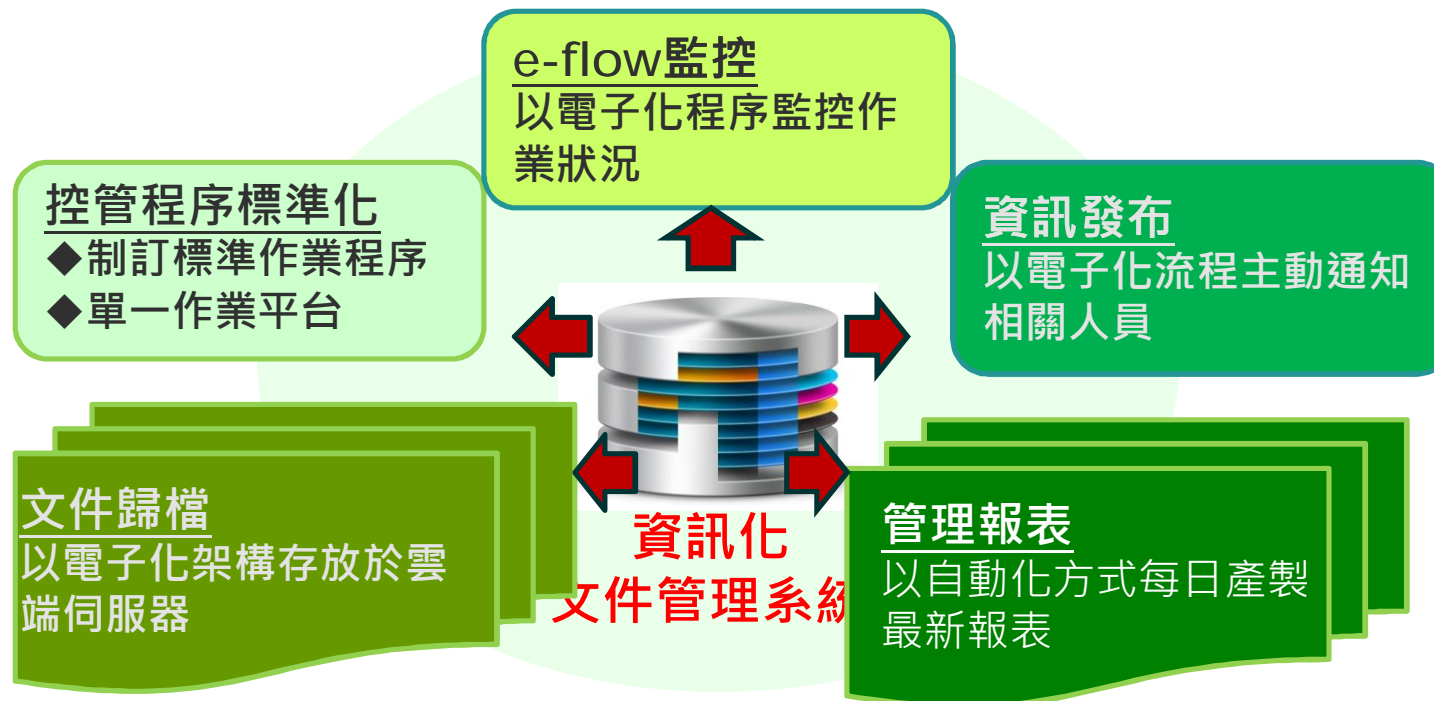 e-flow監控
以電子化程序監控作
業狀況
控管程序標準化
◆制訂標準作業程序
◆單一作業平台
資訊發布
以電子化流程主動通知
相關人員
文件歸檔
以電子化架構存放於雲
端伺服器
資訊化
文件管理系統
管理報表
以自動化方式每日產製
最新報表